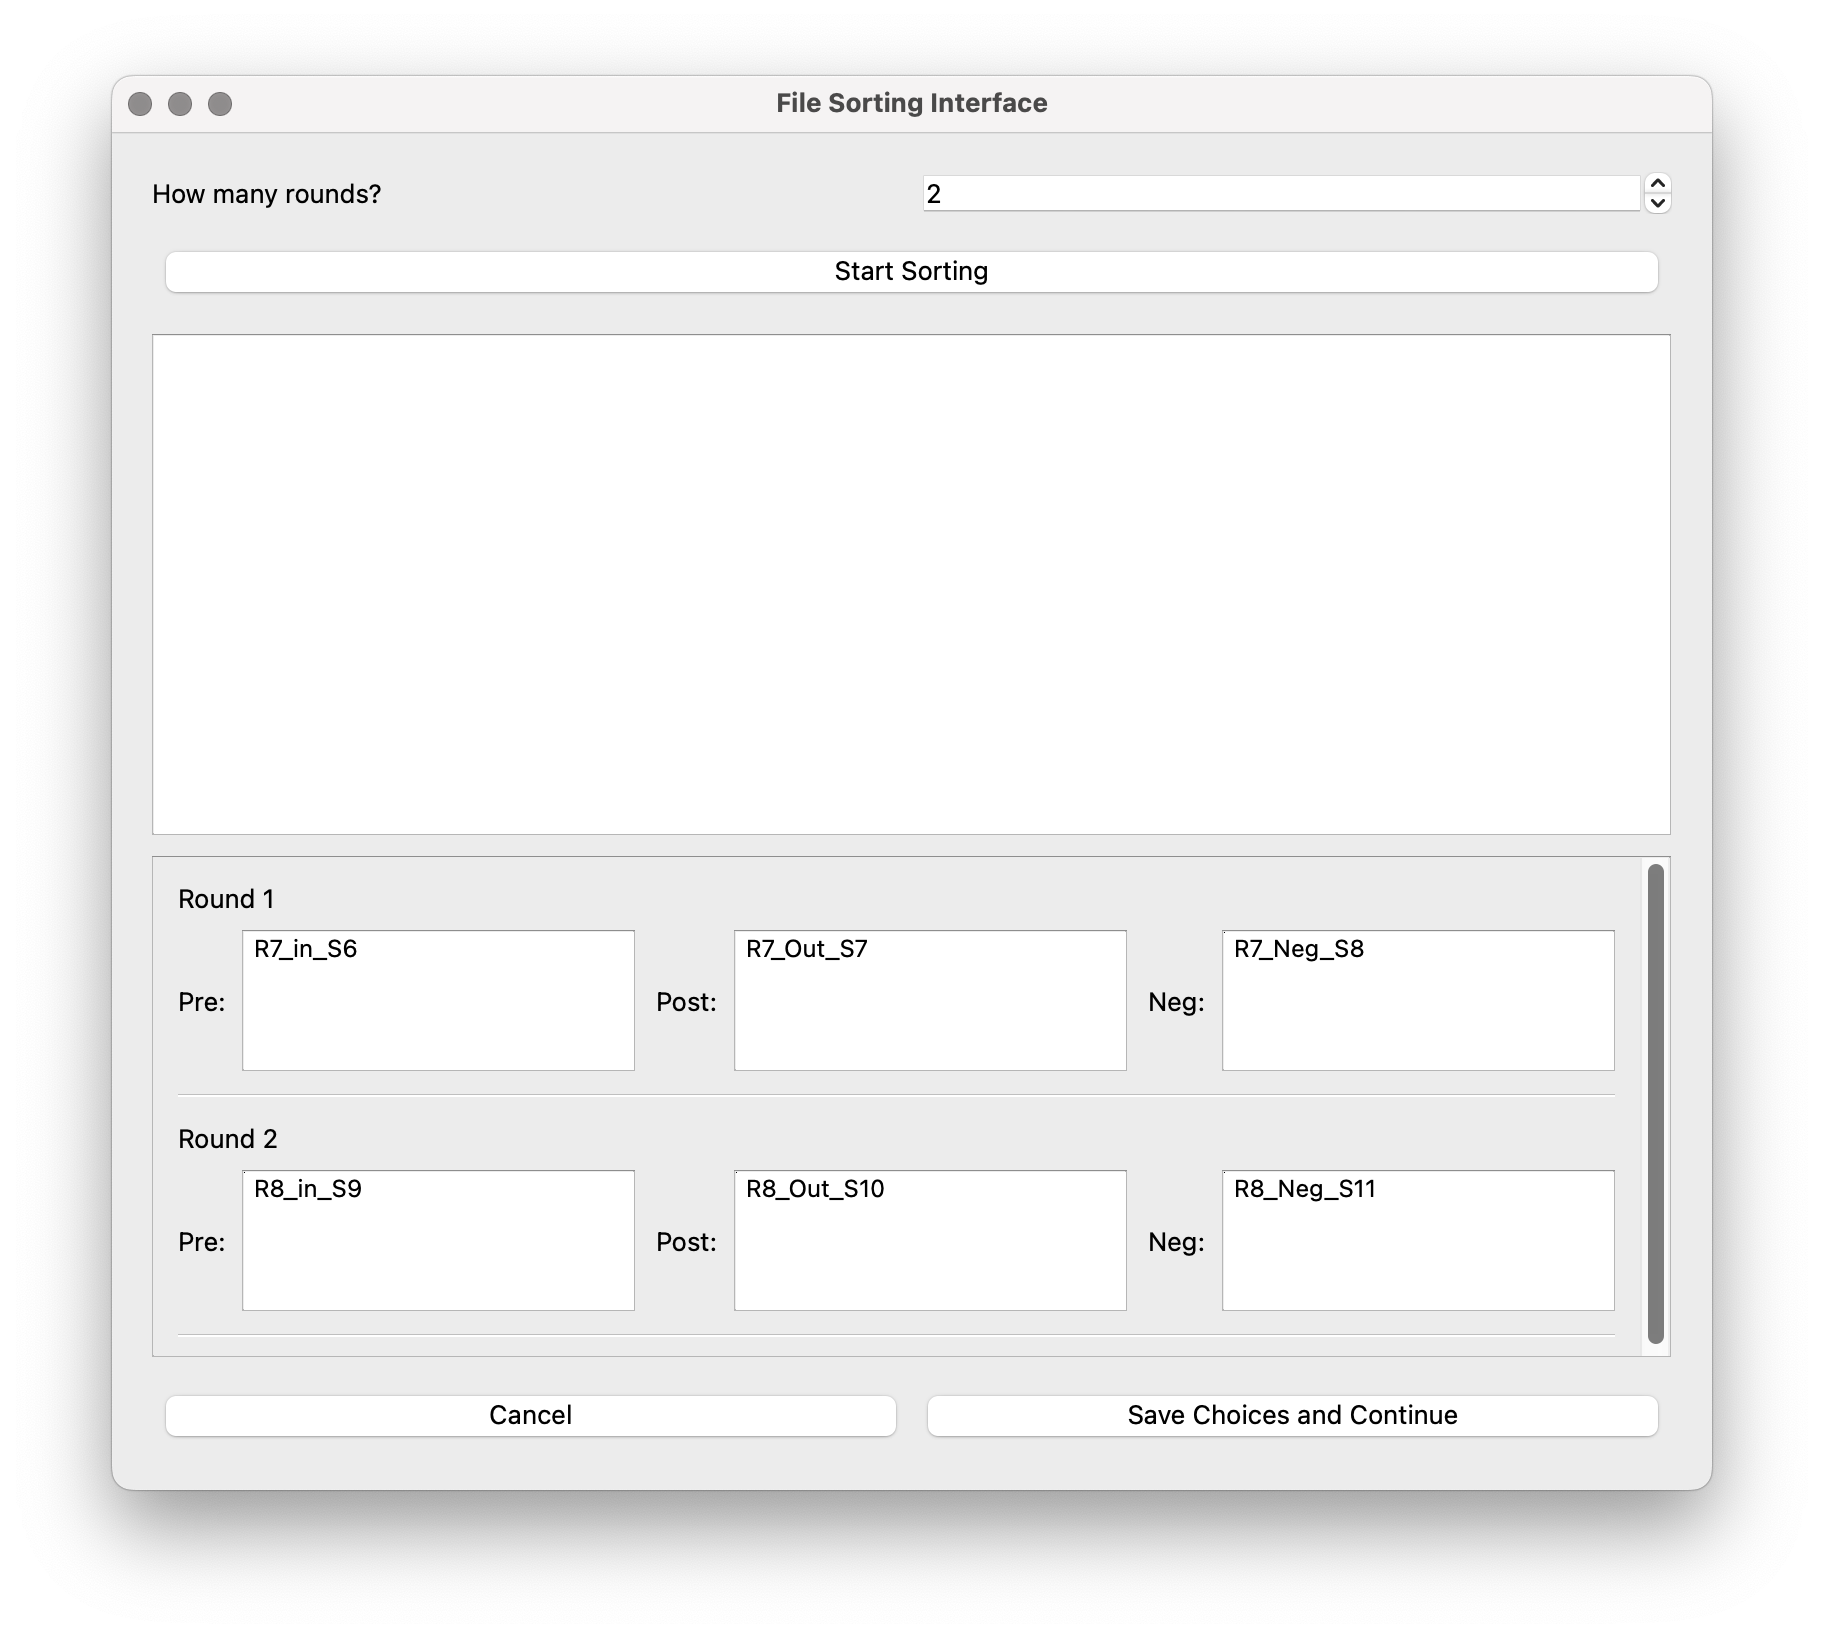 File Sorting Interface
How many rounds?
2
Start Sorting
Round 1
Pre:
R7_in_S6
Post:
R7_Out_S7
Neg:
R7_Neg_S8
Round 2
Pre:
R8_in_S9
Post:
R8_Out_S10
Neg:
R8_Neg_S11
Cancel
Save Choices and Continue